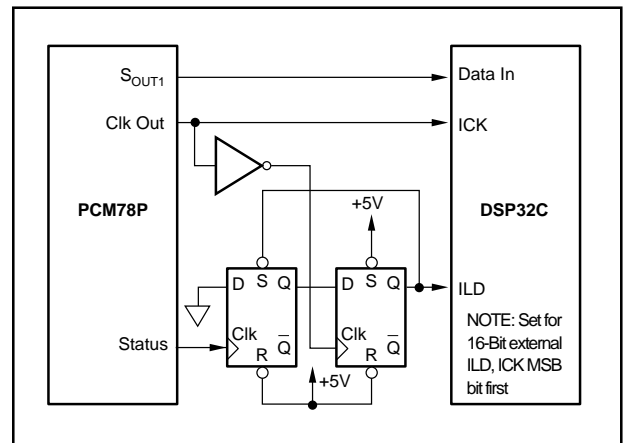 S_OUT1
Data In
Clk Out
ICK
PCM78P
+5V
DSP32C
D S Q
D S Q
ILD
Clk Q̅
Clk Q̅
R
R
Status
+5V
NOTE: Set for
16-Bit external
ILD, ICK MSB
bit first